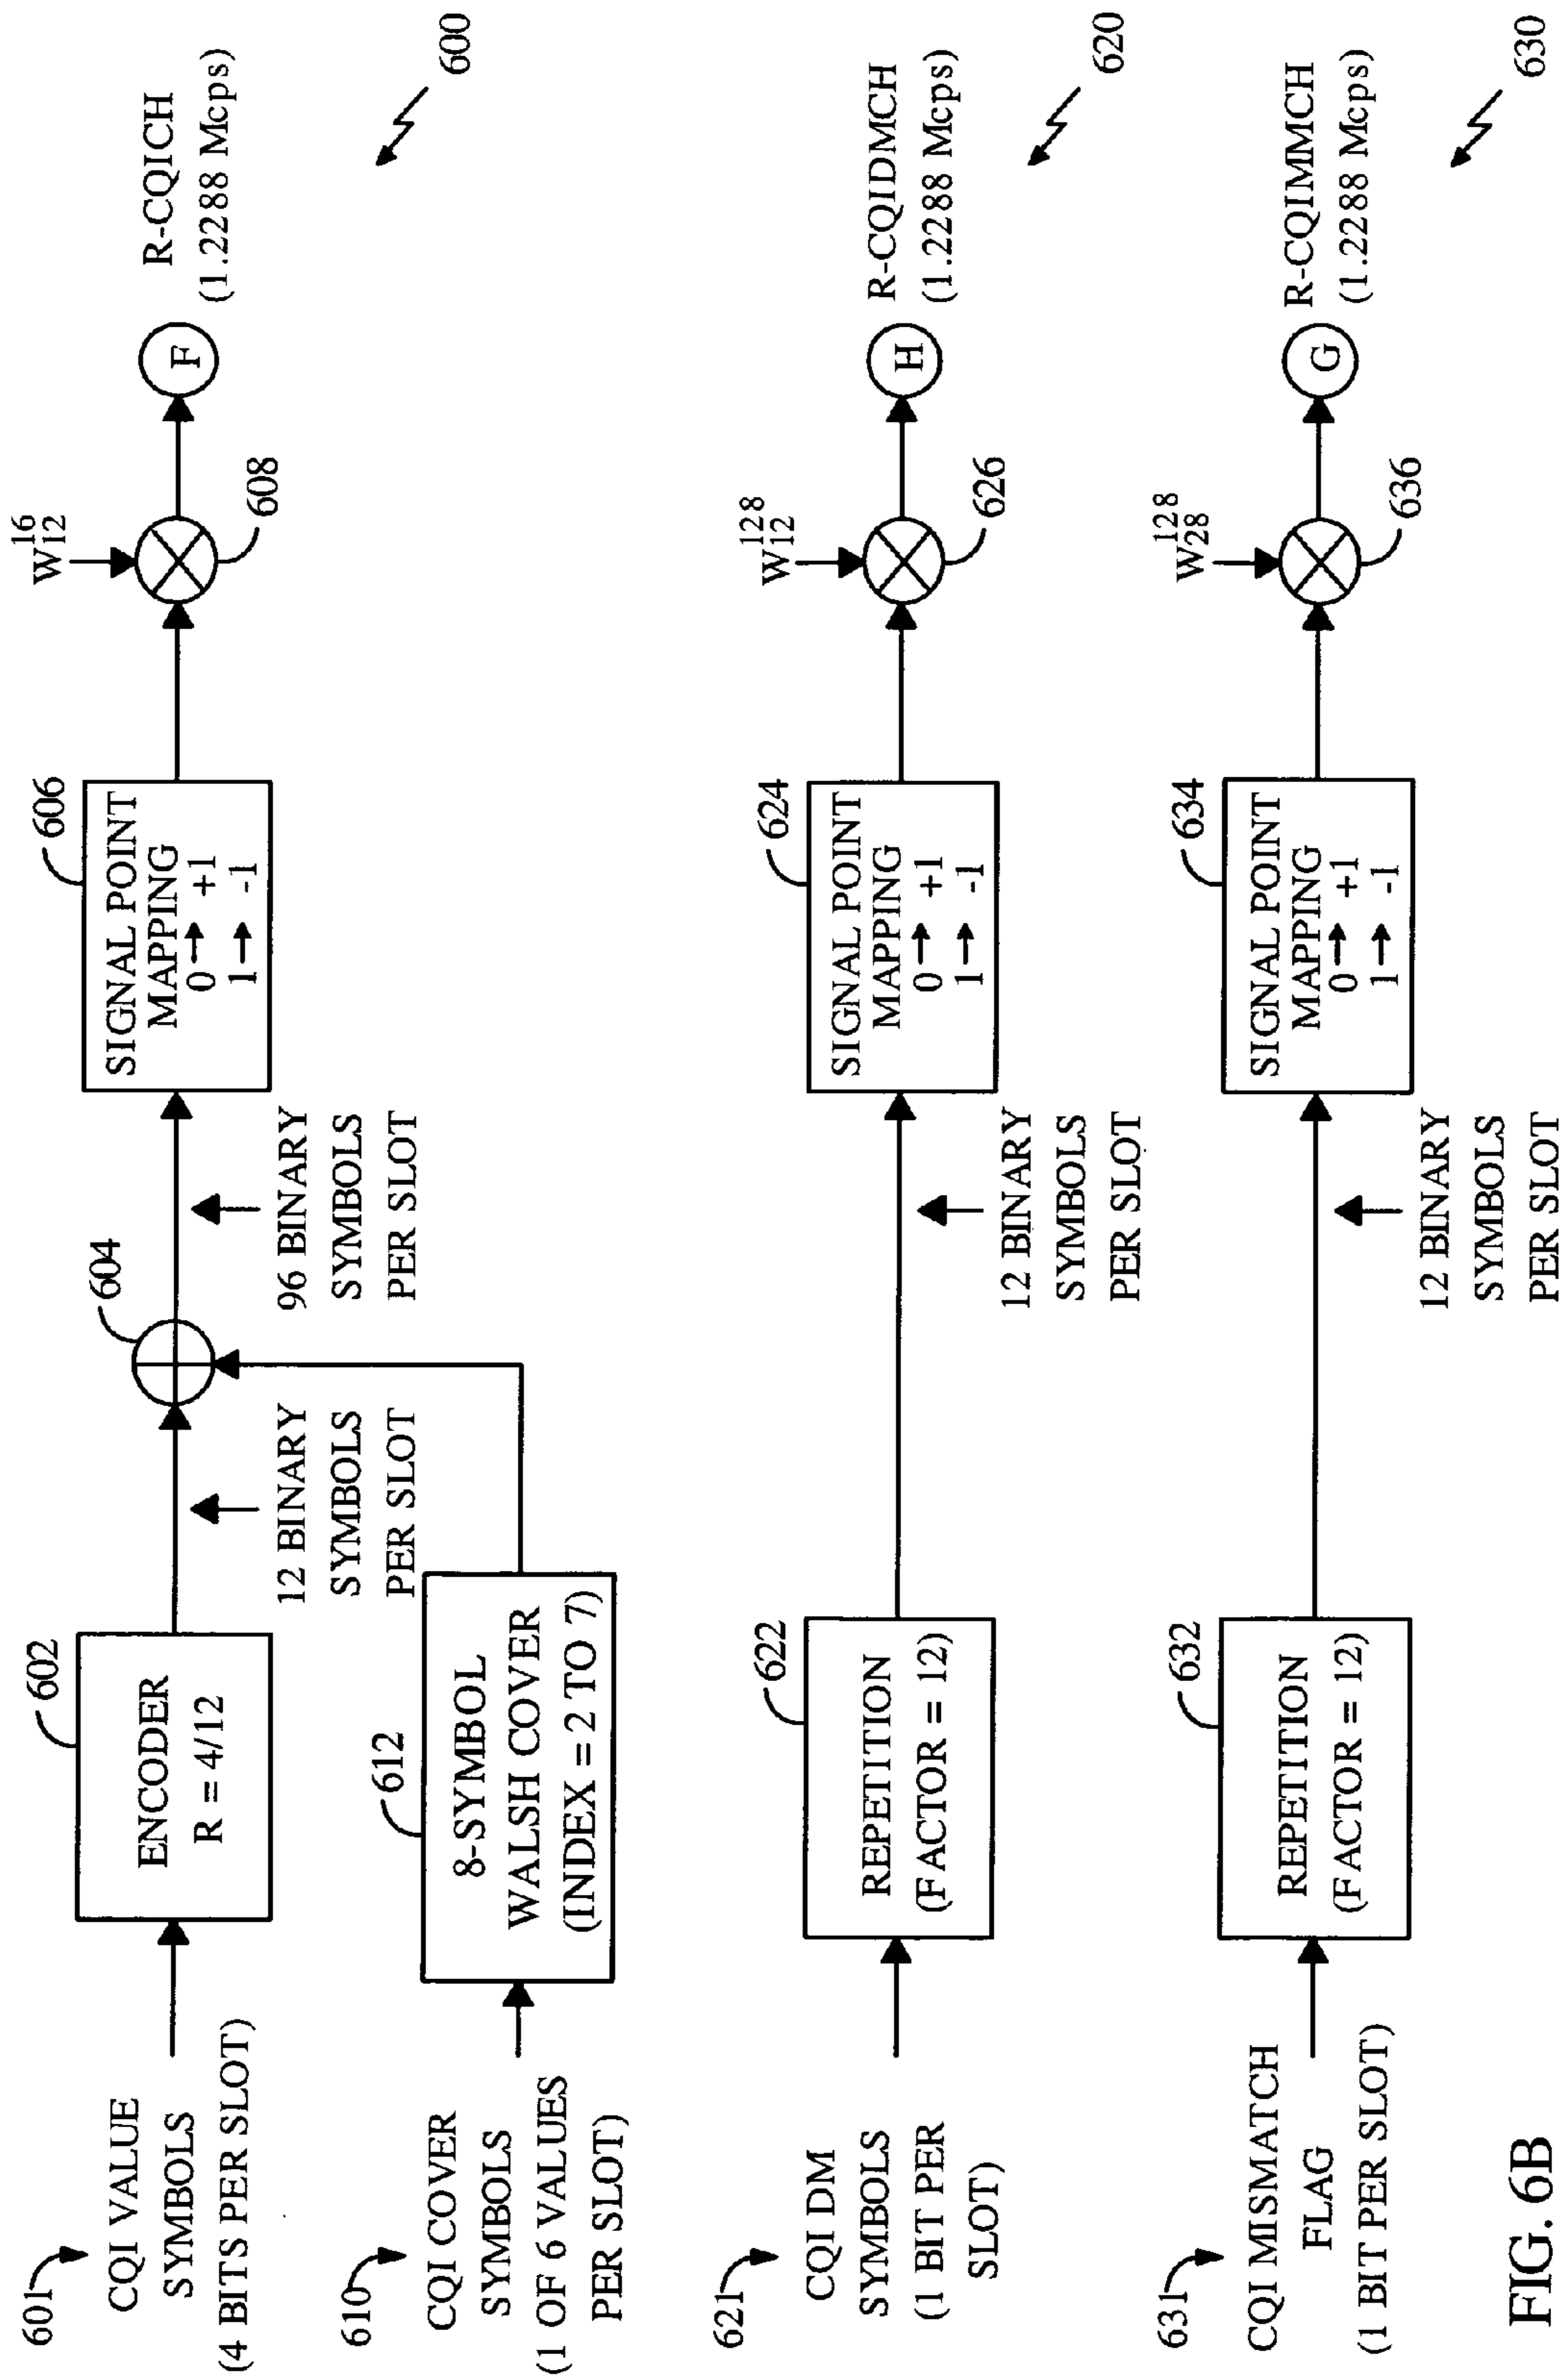 601
CQI VALUE
SYMBOLS
(4 BITS PER SLOT)
602
ENCODER
R = 4/12
12 BINARY
SYMBOLS
PER SLOT
604
96 BINARY
SYMBOLS
PER SLOT
606
SIGNAL POINT
MAPPING
0→ +1
1→ -1
W₁₂¹⁶
608
F
R-CQICH
(1.2288 Mcps)
600
610
CQI COVER
SYMBOLS
(1 OF 6 VALUES
PER SLOT)
612
8-SYMBOL
WALSH COVER
(INDEX = 2 TO 7)
621
CQI DM
SYMBOLS
(1 BIT PER
SLOT)
622
REPETITION
(FACTOR = 12)
12 BINARY
SYMBOLS
PER SLOT
624
SIGNAL POINT
MAPPING
0→ +1
1→ -1
W₁₂¹²⁸
626
H
R-CQIDMCH
(1.2288 Mcps)
620
631
CQI MISMATCH
FLAG
(1 BIT PER SLOT)
632
REPETITION
(FACTOR = 12)
12 BINARY
SYMBOLS
PER SLOT
634
SIGNAL POINT
MAPPING
0→ +1
1→ -1
W₂₈¹²⁸
636
G
R-CQIMMCH
(1.2288 Mcps)
630
FIG. 6B